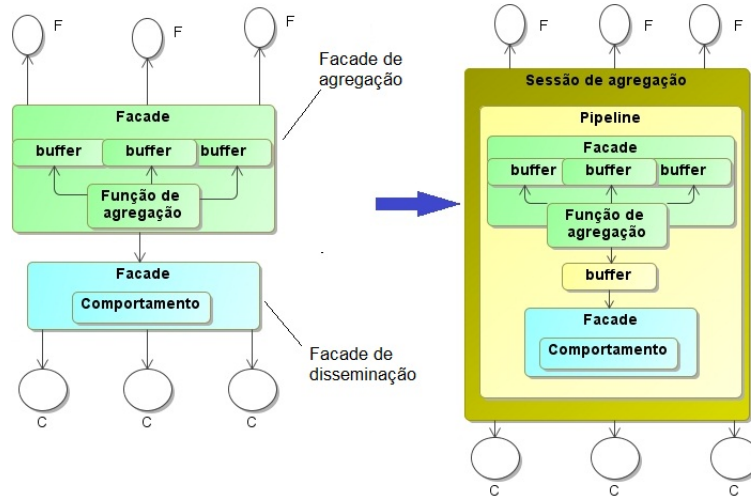 F
F
F
Facade de
agregação
Facade
buffer
buffer
buffer
Função de
agregação
Facade
Comportamento
Facade de
disseminação
C
C
C
F
F
F
Sessão de agregação
Pipeline
Facade
buffer
buffer
buffer
Função de
agregação
buffer
Facade
Comportamento
C
C
C